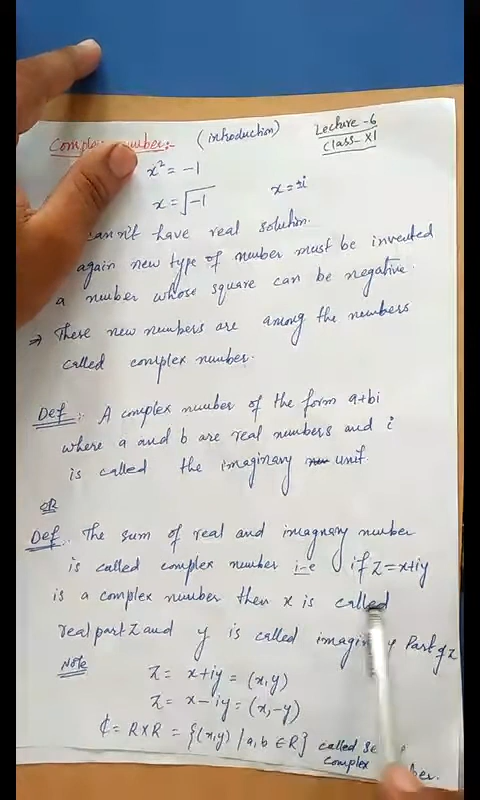 Complex number:- (introduction) Lecture-6
Class-XI
x² = -1
x = √-1 x = ±i
can't have real solution.
again new type of number must be invented
a number whose square can be negative.
⇒ These new numbers are among the numbers
called complex number.
Def:. A complex number of the form a+bi
where a and b are real numbers and i
is called the imaginary unit.
OR
Def:. The sum of real and imagnary number
is called complex number i-e if Z = x+iy
is a complex number then x is called
real part Z and y is called imaginary Part of z
Note
Z = x+iy = (x,y)
Z = x-iy = (x,-y)
₵ = R×R = {(x,y) | a, b ∈ R} called
complex